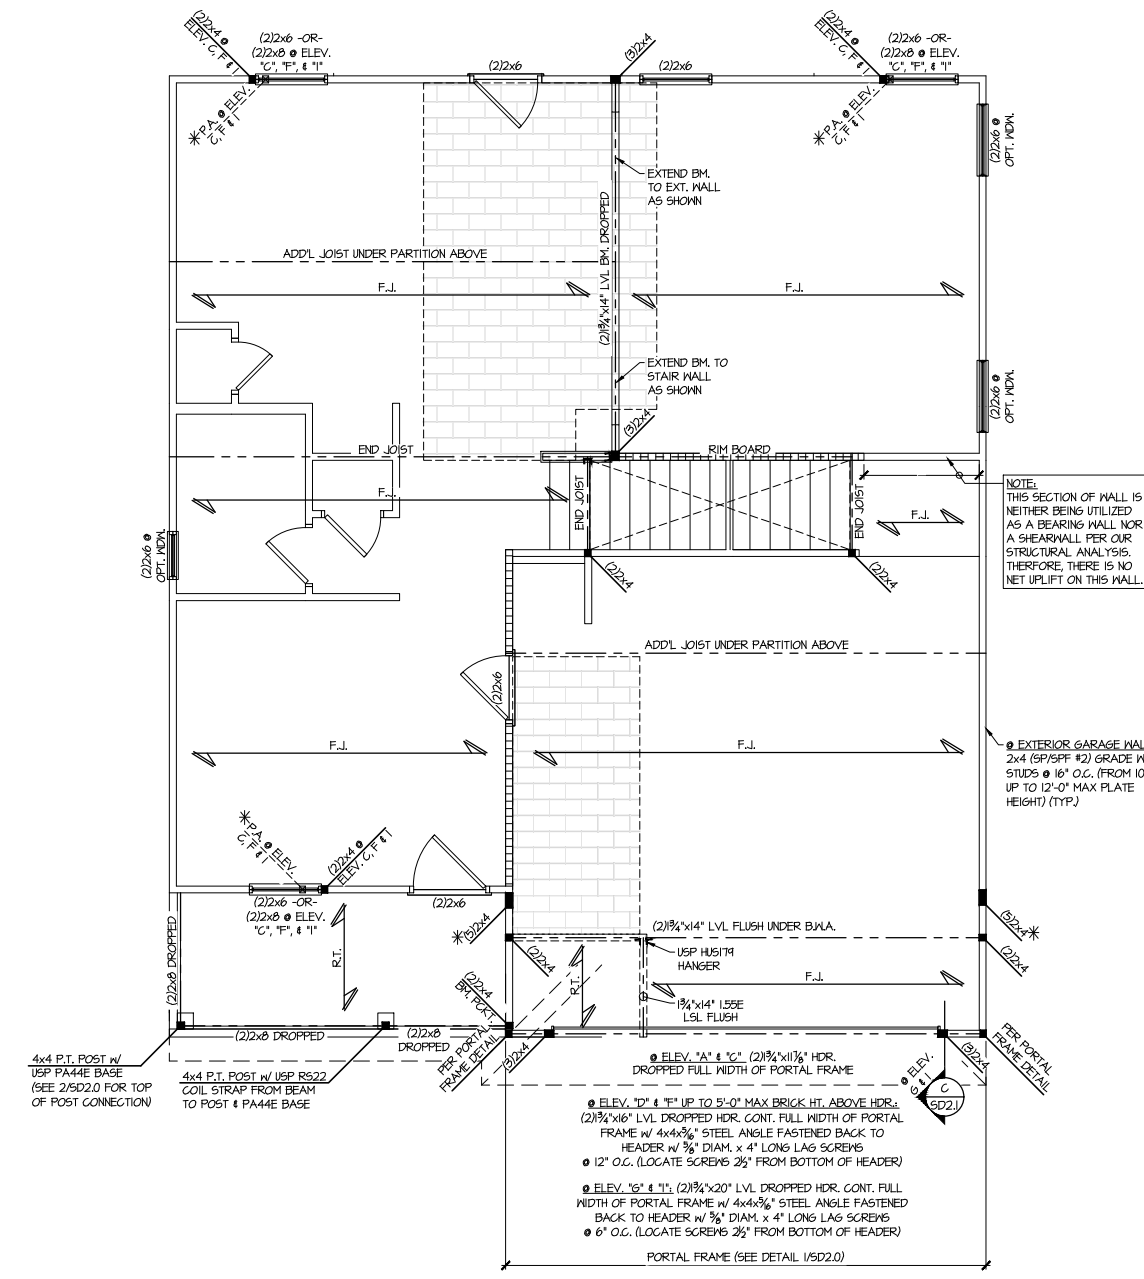 (2)2x4 @
ELEV. C, F & I
(2)2x6 -OR-
(2)2x8 @ ELEV.
"C", "F", & "I"
(2)2x6
(3)2x4
(2)2x6
(2)2x4 @
ELEV. C, F & I
(2)2x6 -OR-
(2)2x8 @ ELEV.
"C", "F", & "I"
*P.A. @ ELEV.
C, F & I
*P.A. @ ELEV.
C, F & I
(2)2x6 @
OPT. WDW.
EXTEND BM.
TO EXT. WALL
AS SHOWN
(2)1¾"x14" LVL BM. DROPPED
ADD'L JOIST UNDER PARTITION ABOVE
F.J.
F.J.
EXTEND BM. TO
STAIR WALL
AS SHOWN
(2)2x6 @
OPT. WDW.
(3)2x4
END JOIST
RIM BOARD
F.J.
END JOIST
END JOIST
F.J.
NOTE:
THIS SECTION OF WALL IS
NEITHER BEING UTILIZED
AS A BEARING WALL NOR
A SHEARWALL PER OUR
STRUCTURAL ANALYSIS.
THERFORE, THERE IS NO
NET UPLIFT ON THIS WALL.
(2)2x6 @
OPT. WDW.
(2)2x4
(2)2x4
ADD'L JOIST UNDER PARTITION ABOVE
(2)2x6
F.J.
F.J.
@ EXTERIOR GARAGE WAL
2x4 (SP/SPF #2) GRADE W
STUDS @ 16" O.C. (FROM 10
UP TO 12'-0" MAX PLATE
HEIGHT) (TYP.)
*P.A. @ ELEV.
C, F & I
(2)2x4 @
ELEV. C, F & I
(2)2x6 -OR-
(2)2x8 @ ELEV.
"C", "F", & "I"
(2)2x6
(2)2x8 DROPPED
R.T.
*(5)2x4
(2)2x4
(2)1¾"x14" LVL FLUSH UNDER B.W.A.
USP HUS179
HANGER
(5)2x4*
(2)2x4
F.J.
R.T.
(2)2x4
BM. PCKT.
1¾"x14" 1.55E
LSL FLUSH
(2)2x8 DROPPED
(2)2x8
DROPPED
PER PORTAL
FRAME DETAIL
(3)2x4
(3)2x4
PER PORTAL
FRAME DETAIL
4x4 P.T. POST W/
USP PA44E BASE
(SEE 2/SD2.0 FOR TOP
OF POST CONNECTION)
4x4 P.T. POST W/ USP RS22
COIL STRAP FROM BEAM
TO POST & PA44E BASE
@ ELEV. "A" & "C" (2)1¾"x11⅞" HDR.
DROPPED FULL WIDTH OF PORTAL FRAME
@ ELEV.
G & I
C
SD2.1
@ ELEV. "D" & "F" UP TO 5'-0" MAX BRICK HT. ABOVE HDR.:
(2)1¾"x16" LVL DROPPED HDR. CONT. FULL WIDTH OF PORTAL
FRAME W/ 4x4x5/16" STEEL ANGLE FASTENED BACK TO
HEADER W/ ⅝" DIAM. x 4" LONG LAG SCREWS
@ 12" O.C. (LOCATE SCREWS 2½" FROM BOTTOM OF HEADER)
@ ELEV. "G" & "I": (2)1¾"x20" LVL DROPPED HDR. CONT. FULL
WIDTH OF PORTAL FRAME W/ 4x4x5/16" STEEL ANGLE FASTENED
BACK TO HEADER W/ ⅝" DIAM. x 4" LONG LAG SCREWS
@ 6" O.C. (LOCATE SCREWS 2½" FROM BOTTOM OF HEADER)
PORTAL FRAME (SEE DETAIL 1/SD2.0)